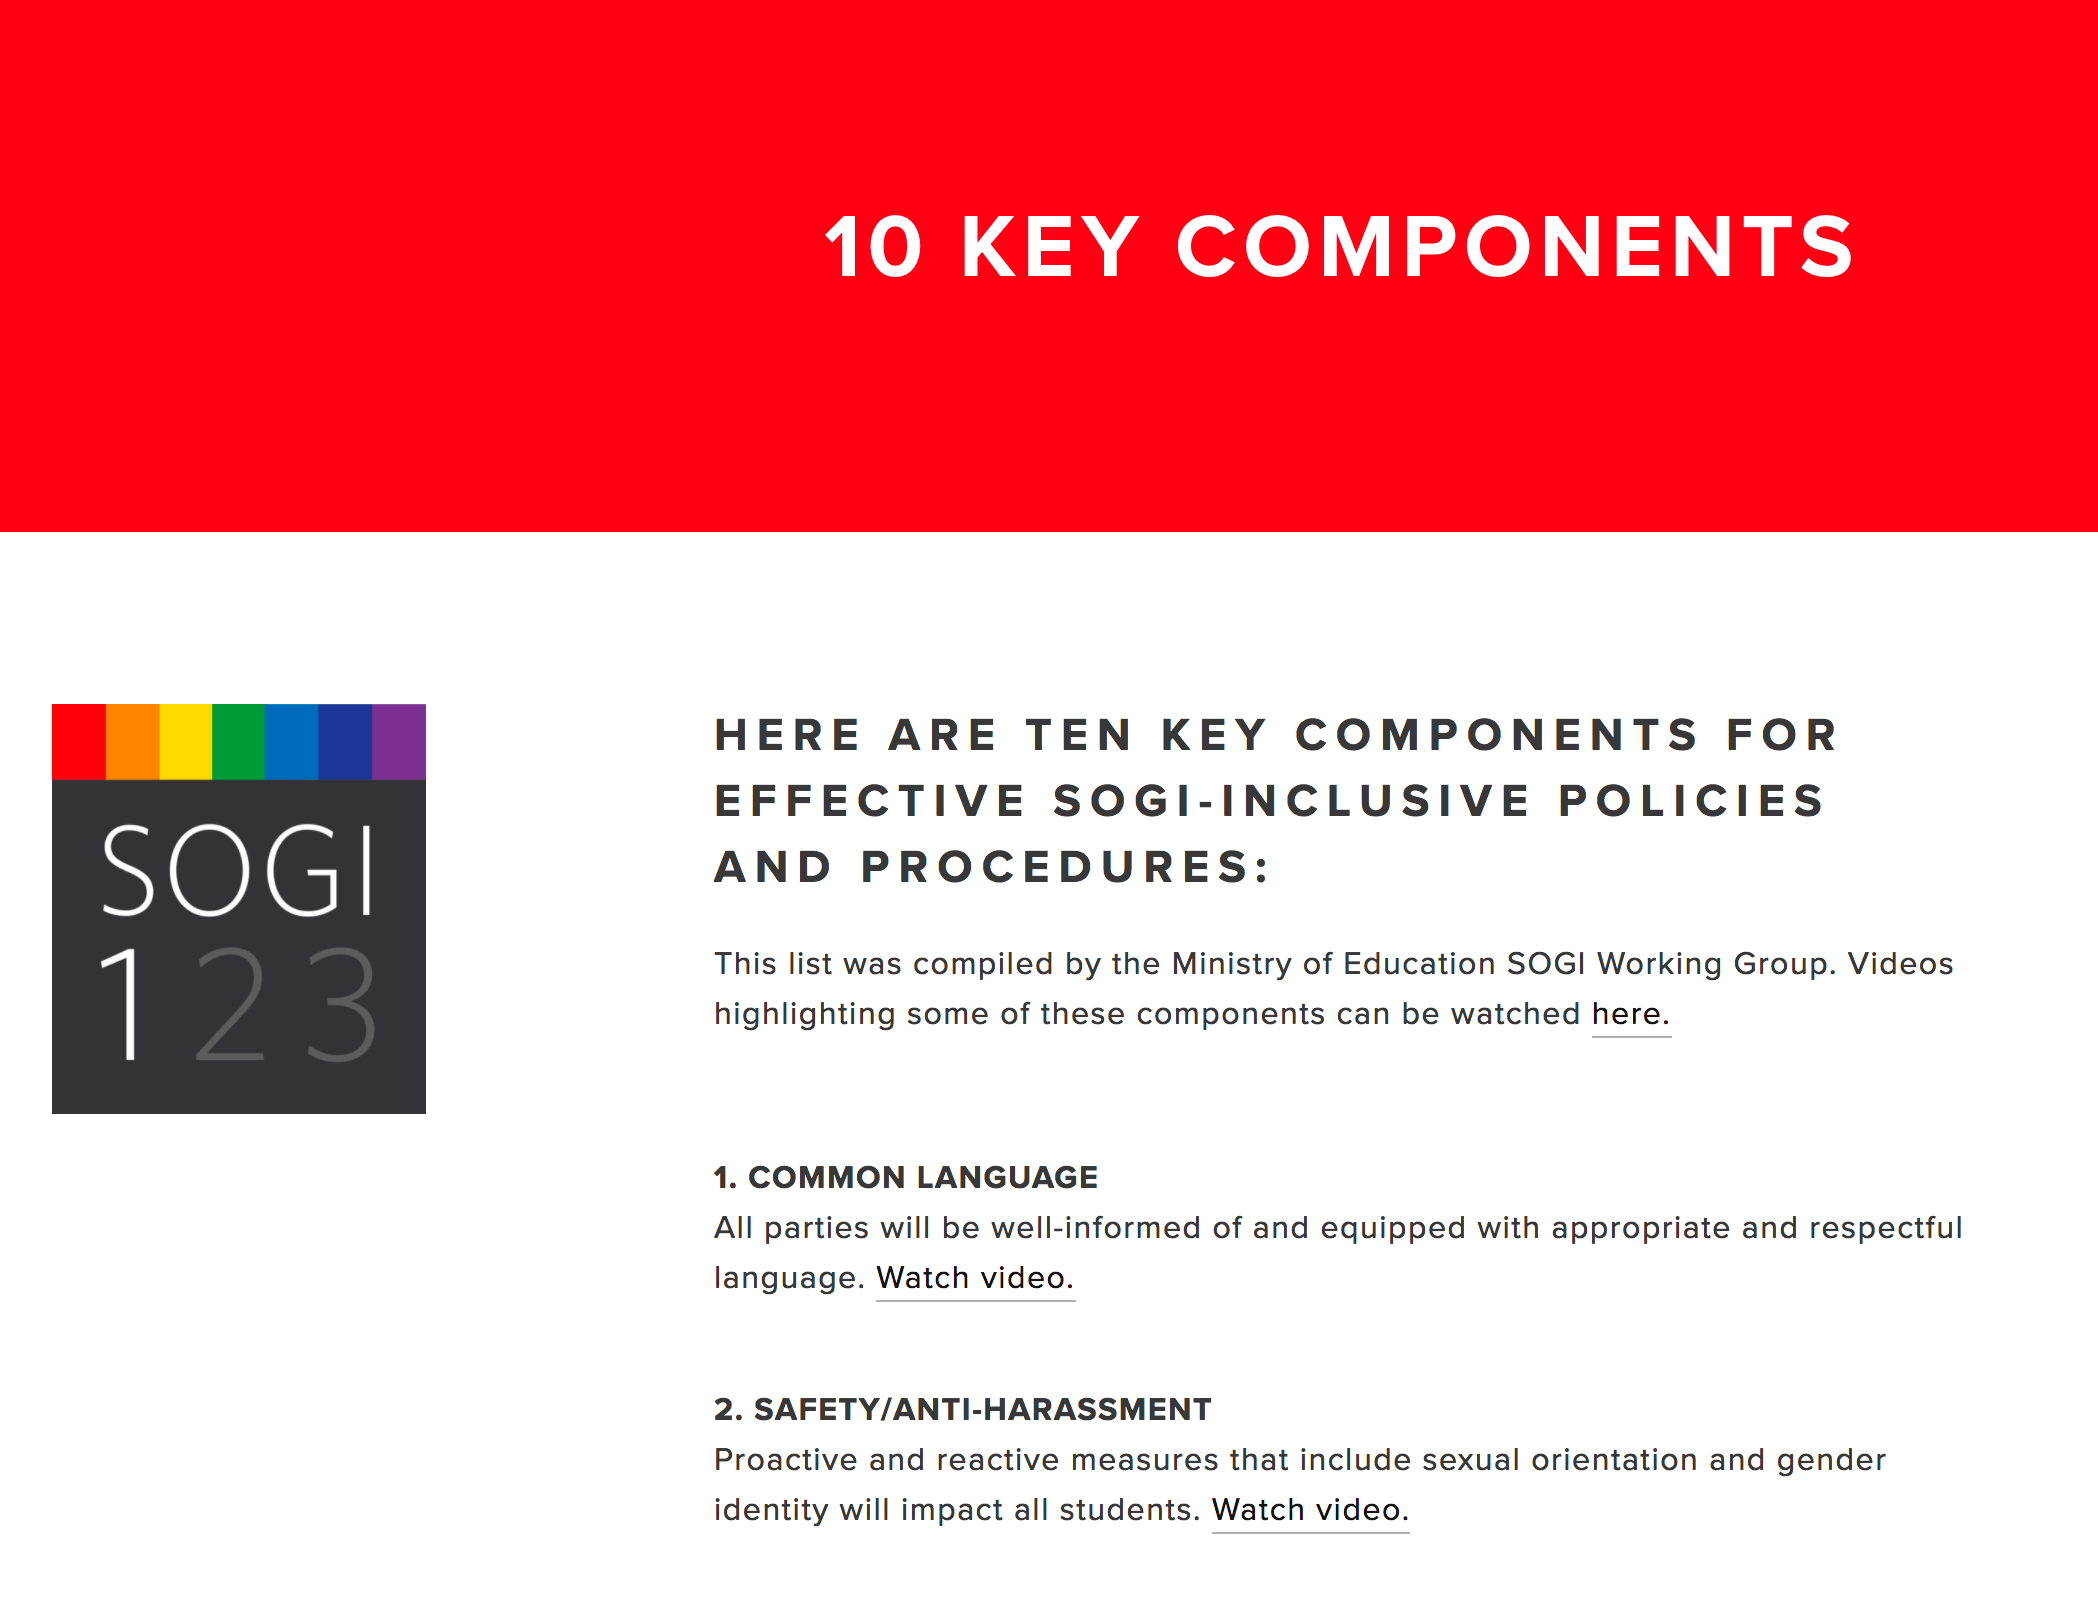 10 KEY COMPONENTS
SOGI
1 2 3
HERE ARE TEN KEY COMPONENTS FOR
EFFECTIVE SOGI-INCLUSIVE POLICIES
AND PROCEDURES:
This list was compiled by the Ministry of Education SOGI Working Group. Videos
highlighting some of these components can be watched here.
1. COMMON LANGUAGE
All parties will be well-informed of and equipped with appropriate and respectful
language. Watch video.
2. SAFETY/ANTI-HARASSMENT
Proactive and reactive measures that include sexual orientation and gender
identity will impact all students. Watch video.